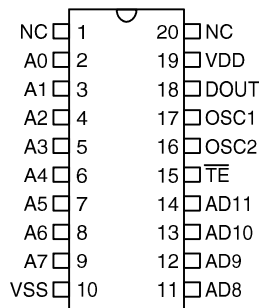 NC 1 20 NC
A0 2 19 VDD
A1 3 18 DOUT
A2 4 17 OSC1
A3 5 16 OSC2
A4 6 15 T̅E̅
A5 7 14 AD11
A6 8 13 AD10
A7 9 12 AD9
VSS 10 11 AD8